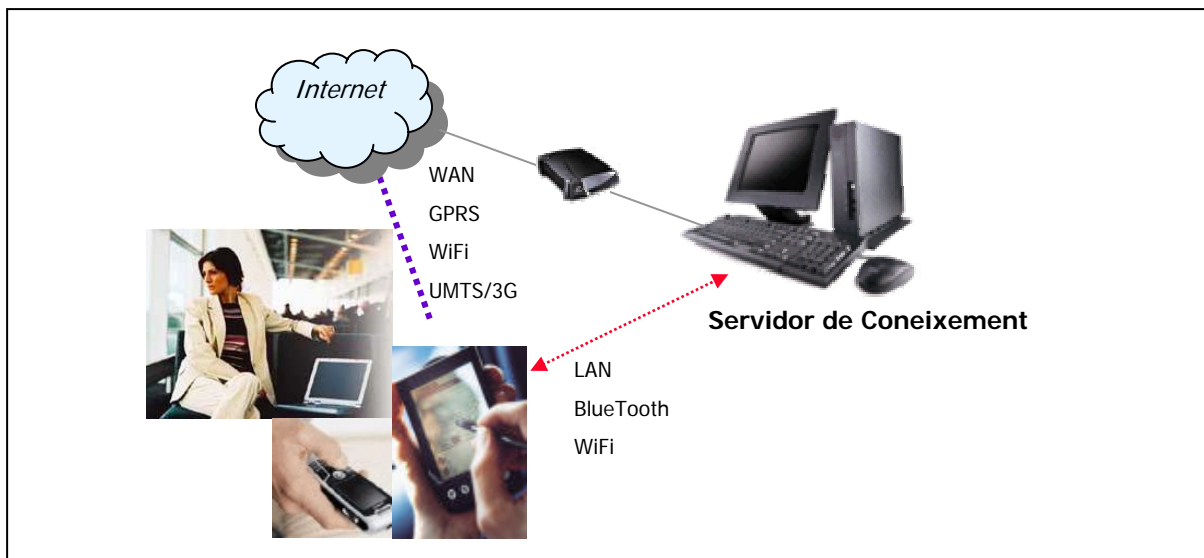 Internet
WAN
GPRS
WiFi
UMTS/3G
Servidor de Coneixement
LAN
BlueTooth
WiFi